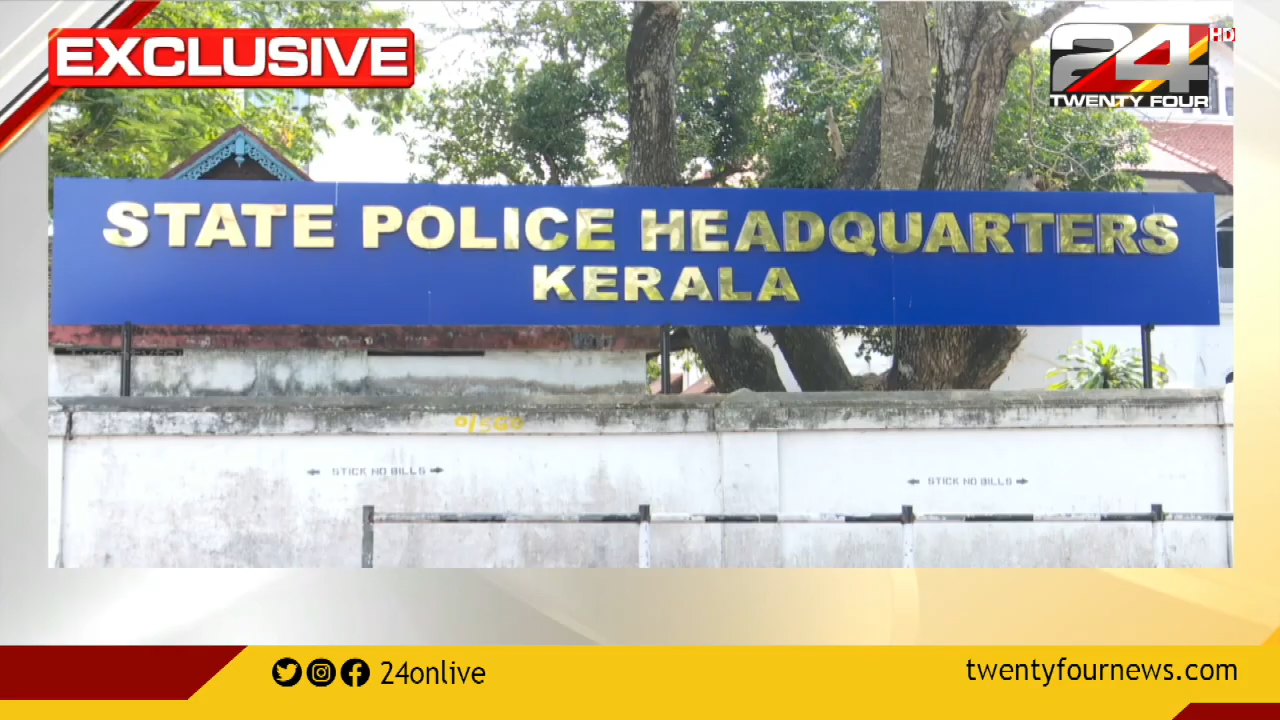 EXCLUSIVE
24 HD
TWENTY FOUR
STATE POLICE HEADQUARTERS
KERALA
STICK NO BILLS
STICK NO BILLS
24onlive
twentyfournews.com